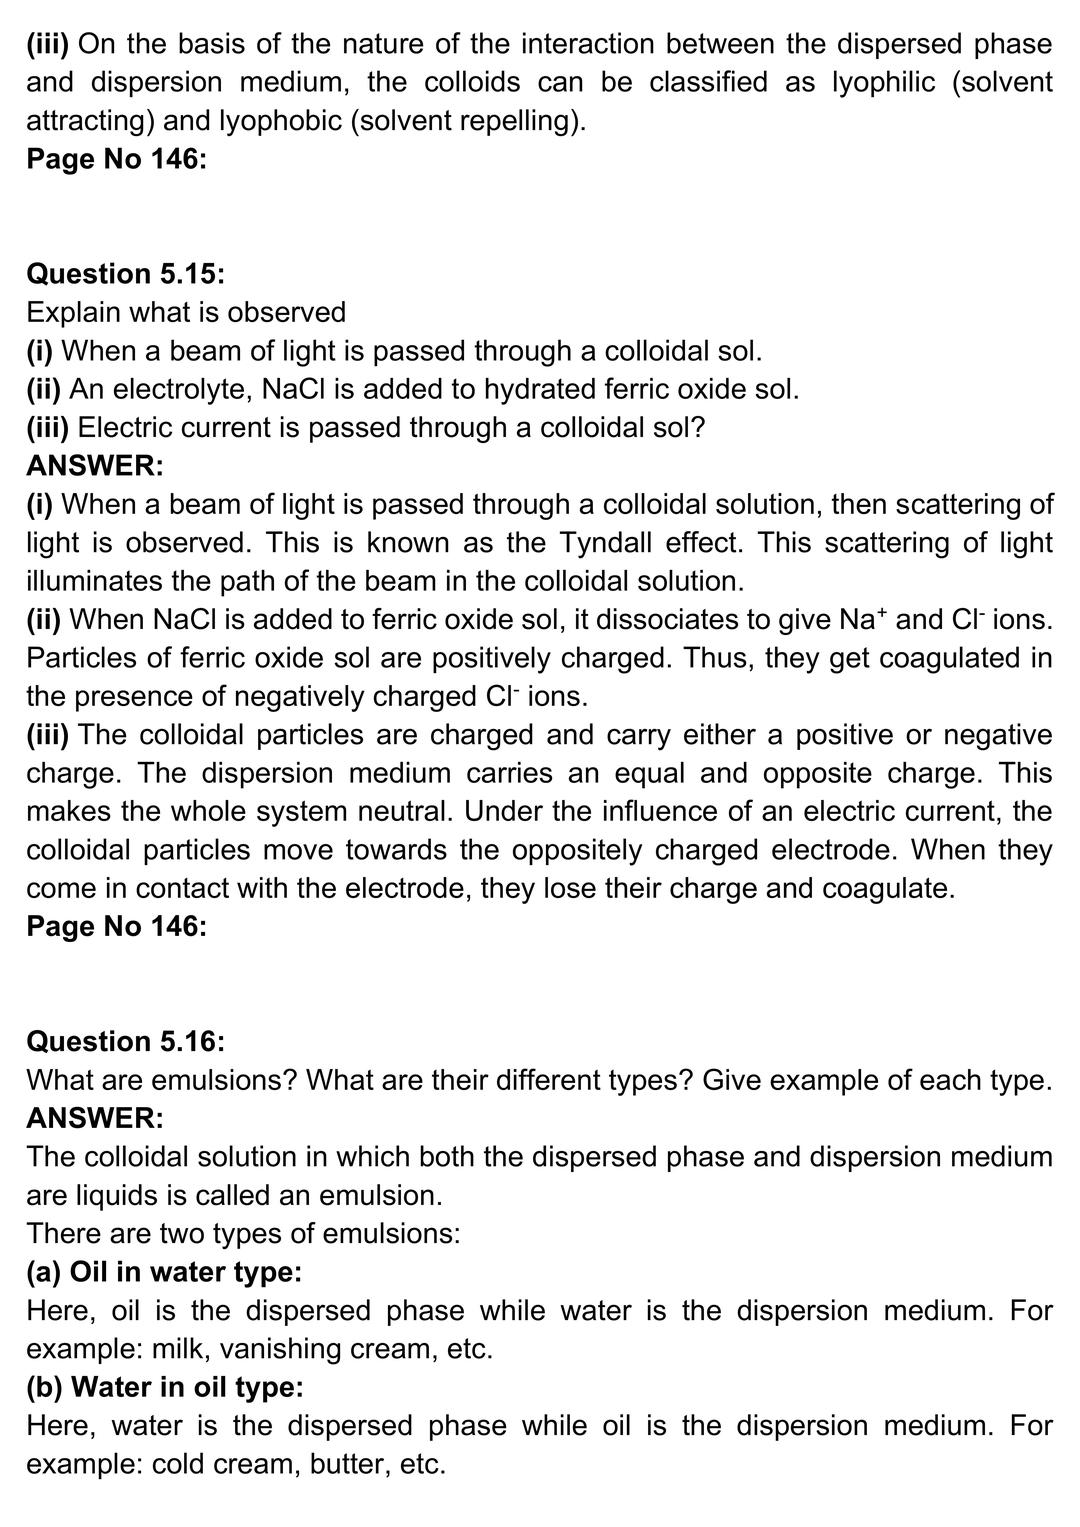 (iii) On the basis of the nature of the interaction between the dispersed phase
and dispersion medium, the colloids can be classified as lyophilic (solvent
attracting) and lyophobic (solvent repelling).
Page No 146:
Question 5.15:
Explain what is observed
(i) When a beam of light is passed through a colloidal sol.
(ii) An electrolyte, NaCl is added to hydrated ferric oxide sol.
(iii) Electric current is passed through a colloidal sol?
ANSWER:
(i) When a beam of light is passed through a colloidal solution, then scattering of
light is observed. This is known as the Tyndall effect. This scattering of light
illuminates the path of the beam in the colloidal solution.
(ii) When NaCl is added to ferric oxide sol, it dissociates to give Na⁺ and Cl⁻ ions.
Particles of ferric oxide sol are positively charged. Thus, they get coagulated in
the presence of negatively charged Cl⁻ ions.
(iii) The colloidal particles are charged and carry either a positive or negative
charge. The dispersion medium carries an equal and opposite charge. This
makes the whole system neutral. Under the influence of an electric current, the
colloidal particles move towards the oppositely charged electrode. When they
come in contact with the electrode, they lose their charge and coagulate.
Page No 146:
Question 5.16:
What are emulsions? What are their different types? Give example of each type.
ANSWER:
The colloidal solution in which both the dispersed phase and dispersion medium
are liquids is called an emulsion.
There are two types of emulsions:
(a) Oil in water type:
Here, oil is the dispersed phase while water is the dispersion medium. For
example: milk, vanishing cream, etc.
(b) Water in oil type:
Here, water is the dispersed phase while oil is the dispersion medium. For
example: cold cream, butter, etc.